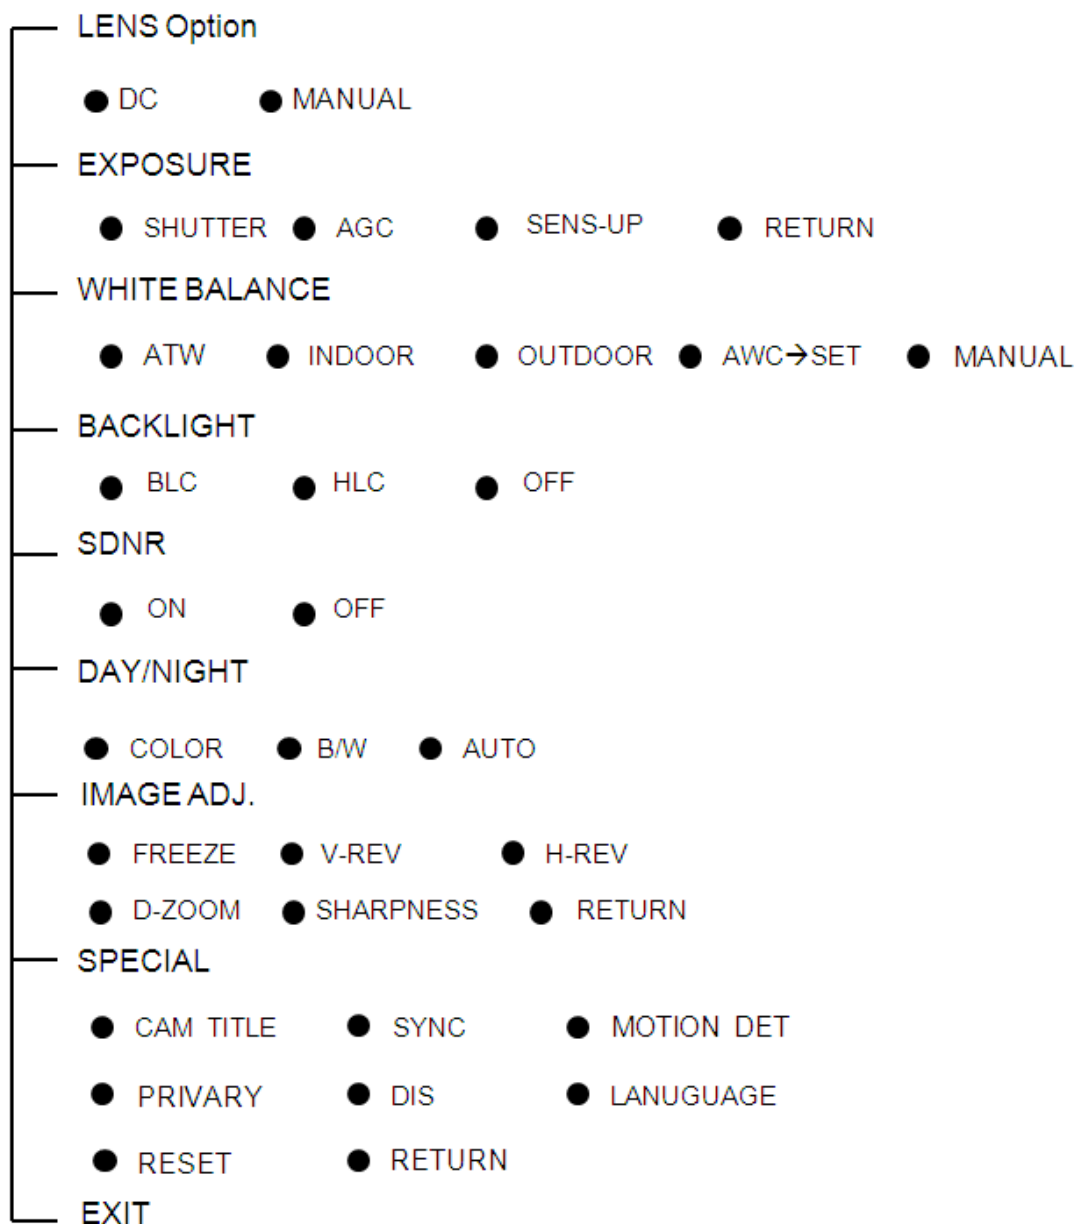 LENS Option
DC MANUAL
EXPOSURE
SHUTTER AGC SENS-UP RETURN
WHITE BALANCE
ATW INDOOR OUTDOOR AWC→SET MANUAL
BACKLIGHT
BLC HLC OFF
SDNR
ON OFF
DAY/NIGHT
COLOR B/W AUTO
IMAGE ADJ.
FREEZE V-REV H-REV
D-ZOOM SHARPNESS RETURN
SPECIAL
CAM TITLE SYNC MOTION DET
PRIVARY DIS LANUGUAGE
RESET RETURN
EXIT